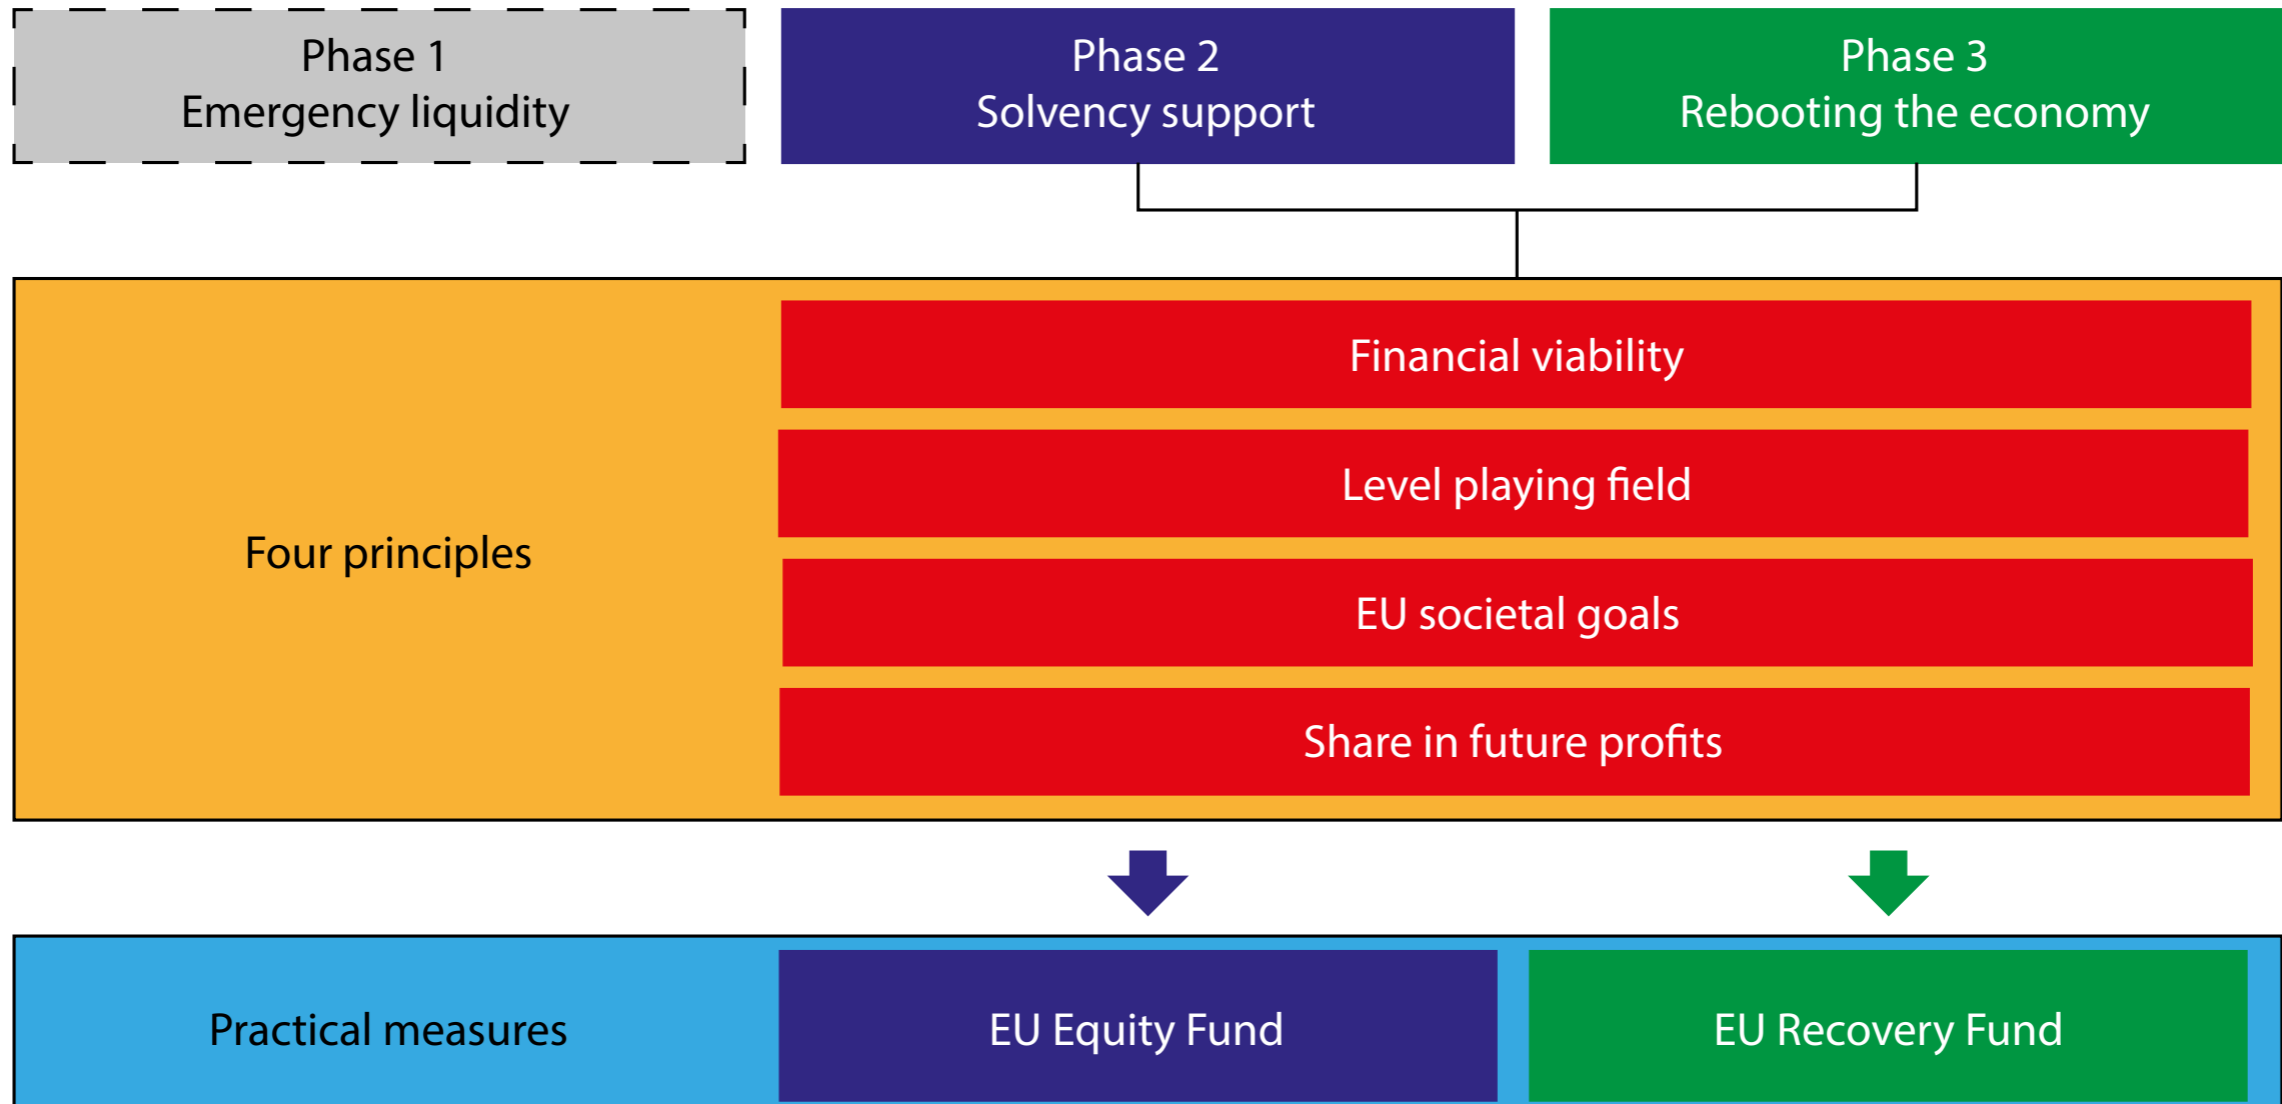 Phase 1
Emergency liquidity
Phase 2
Solvency support
Phase 3
Rebooting the economy
Four principles
Financial viability
Level playing field
EU societal goals
Share in future profits
Practical measures
EU Equity Fund
EU Recovery Fund